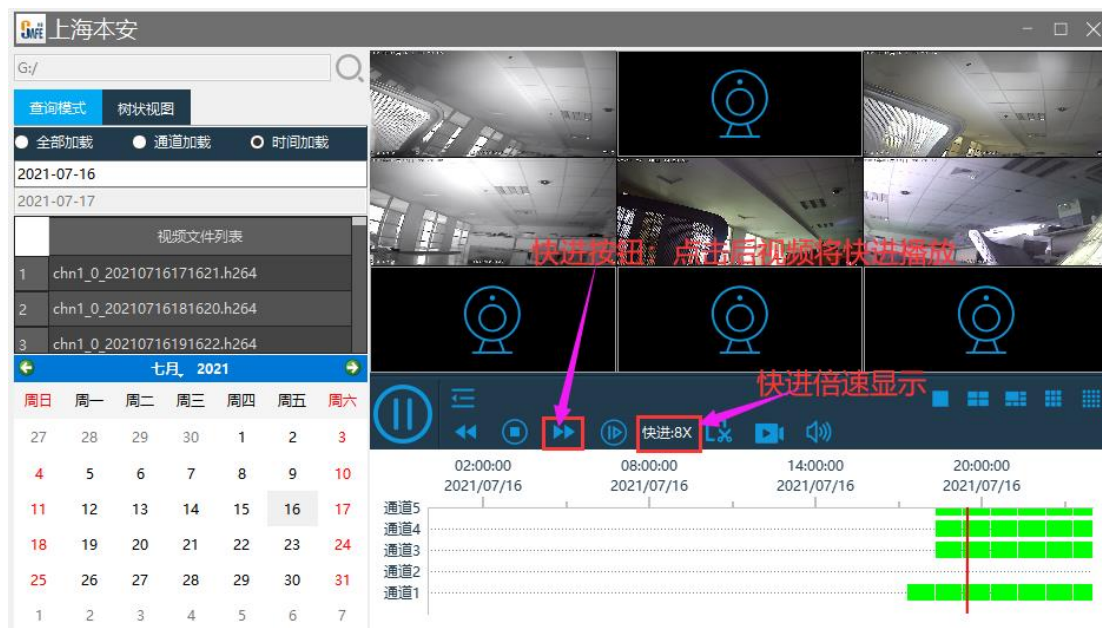 SAFE 上海本安
G:/
查询模式 树状视图
全部加载 通道加载 时间加载
2021-07-16
2021-07-17
视频文件列表
1 chn1_0_20210716171621.h264
2 chn1_0_20210716181620.h264
3 chn1_0_20210716191622.h264
七月, 2021
周日 周一 周二 周三 周四 周五 周六
27 28 29 30 1 2 3
4 5 6 7 8 9 10
11 12 13 14 15 16 17
18 19 20 21 22 23 24
25 26 27 28 29 30 31
1 2 3 4 5 6 7
快进按钮：点击后视频将快进播放
快进倍速显示
快进:8X
02:00:00 08:00:00 14:00:00 20:00:00
2021/07/16 2021/07/16 2021/07/16 2021/07/16
通道5
通道4
通道3
通道2
通道1